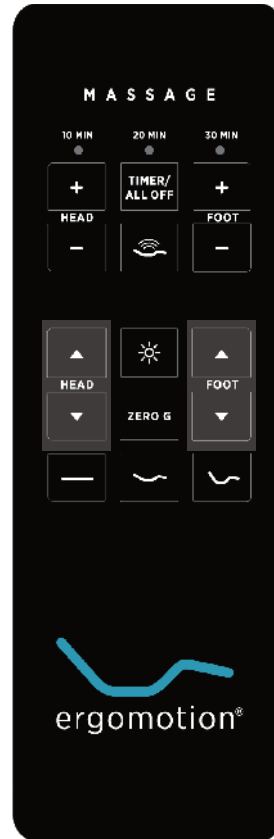 MASSAGE
10 MIN 20 MIN 30 MIN
+ TIMER/ +
ALL OFF
HEAD FOOT
- -
HEAD FOOT
ZERO G
ergomotion®